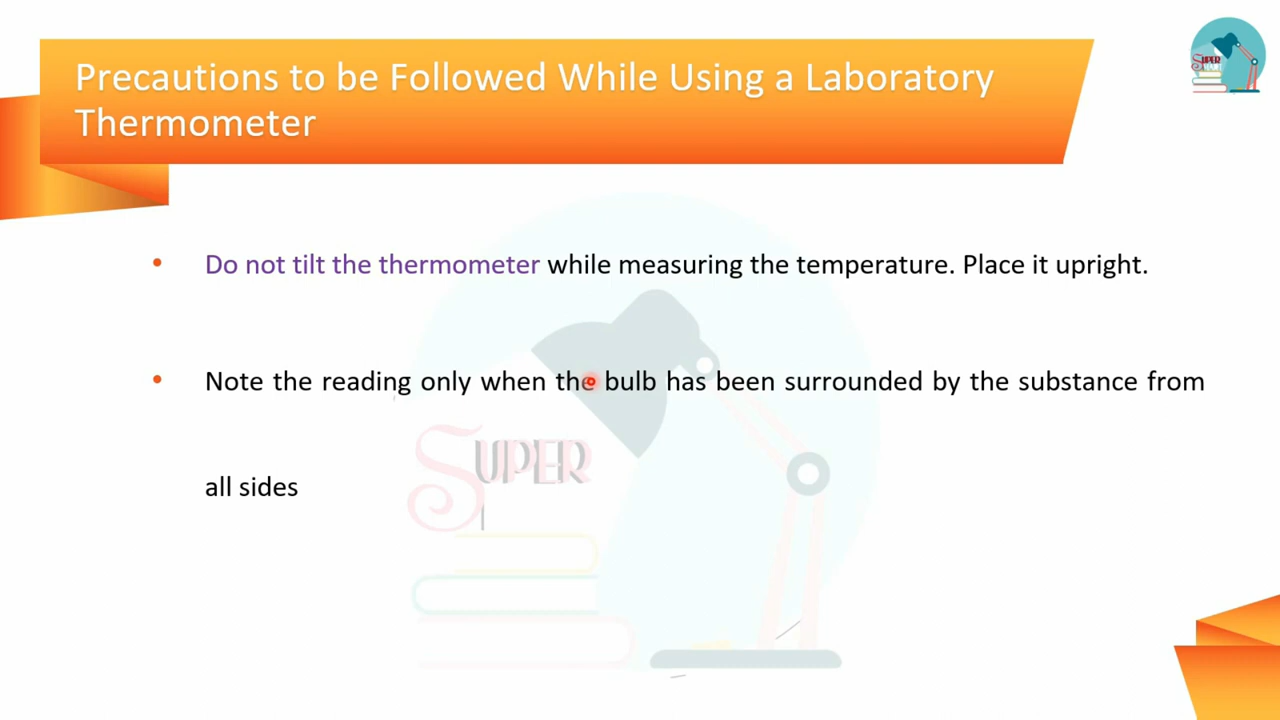 Precautions to be Followed While Using a Laboratory
Thermometer
SUPER
• Do not tilt the thermometer while measuring the temperature. Place it upright.
• Note the reading only when the bulb has been surrounded by the substance from
all sides
SUPER